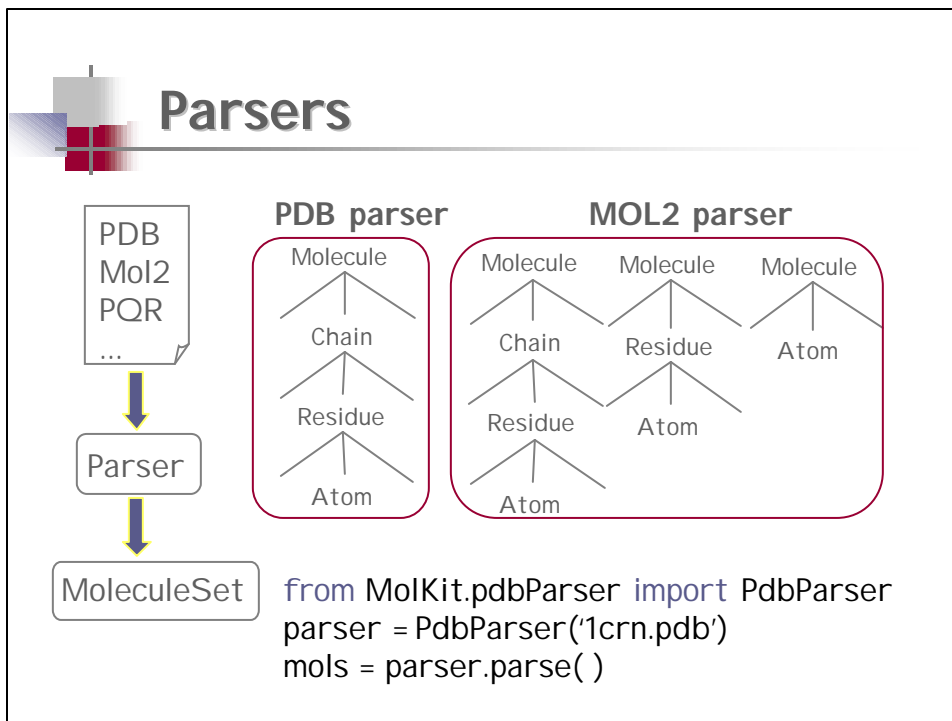 Parsers
PDB
Mol2
PQR
...
Parser
MoleculeSet
PDB parser
Molecule
Chain
Residue
Atom
MOL2 parser
Molecule Molecule Molecule
Chain Residue Atom
Residue Atom
Atom
from MolKit.pdbParser import PdbParser
parser = PdbParser(‘1crn.pdb’)
mols = parser.parse( )